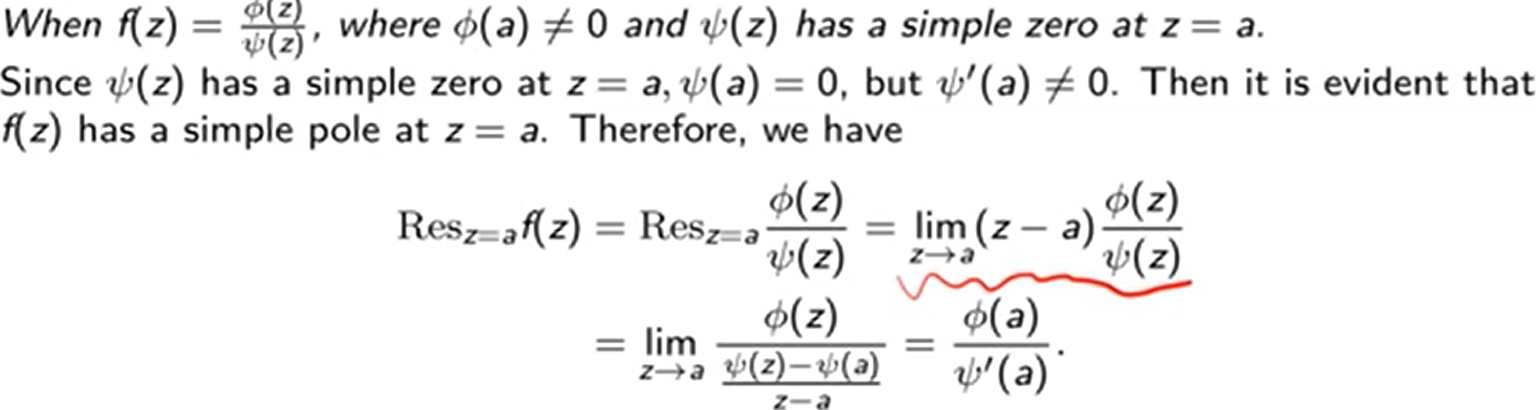 When f(z) = ϕ(z)/ψ(z), where ϕ(a) ≠ 0 and ψ(z) has a simple zero at z = a.
Since ψ(z) has a simple zero at z = a, ψ(a) = 0, but ψ′(a) ≠ 0. Then it is evident that
f(z) has a simple pole at z = a. Therefore, we have
Res_{z=a} f(z) = Res_{z=a} ϕ(z)/ψ(z) = lim_{z→a} (z − a) ϕ(z)/ψ(z)
= lim_{z→a} ϕ(z)/((ψ(z)−ψ(a))/(z−a)) = ϕ(a)/ψ′(a).